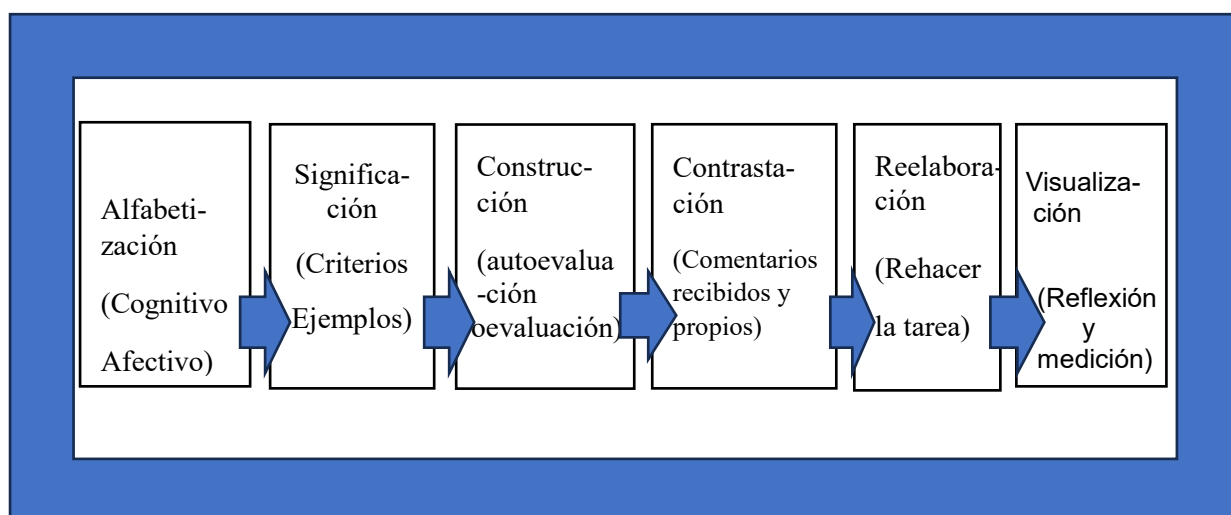 Alfabeti-
zación
(Cognitivo
Afectivo)
Significa-
ción
(Criterios
Ejemplos)
Construc-
ción
(autoevalua
-ción
oevaluación)
Contrasta-
ción
(Comentarios
recibidos y
propios)
Reelabora-
ción
(Rehacer
la tarea)
Visualiza-
ción
(Reflexión
y
medición)